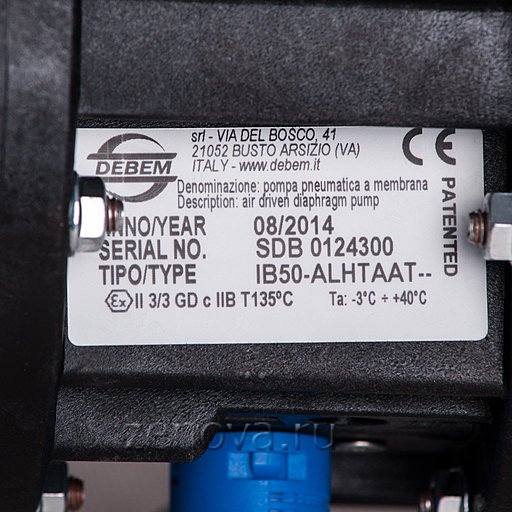 DEBEM
srl - VIA DEL BOSCO, 41
21052 BUSTO ARSIZIO (VA)
ITALY - www.debem.it
CE
PATENTED
Denominazione: pompa pneumatica a membrana
Description: air driven diaphragm pump
NNO/YEAR 08/2014
SERIAL NO. SDB 0124300
TIPO/TYPE IB50-ALHTAAT--
Ex II 3/3 GD c IIB T135°C Ta: -3°C ÷ +40°C
zenova.ru